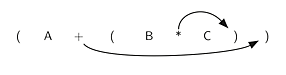 ( A + ( B * C ) )